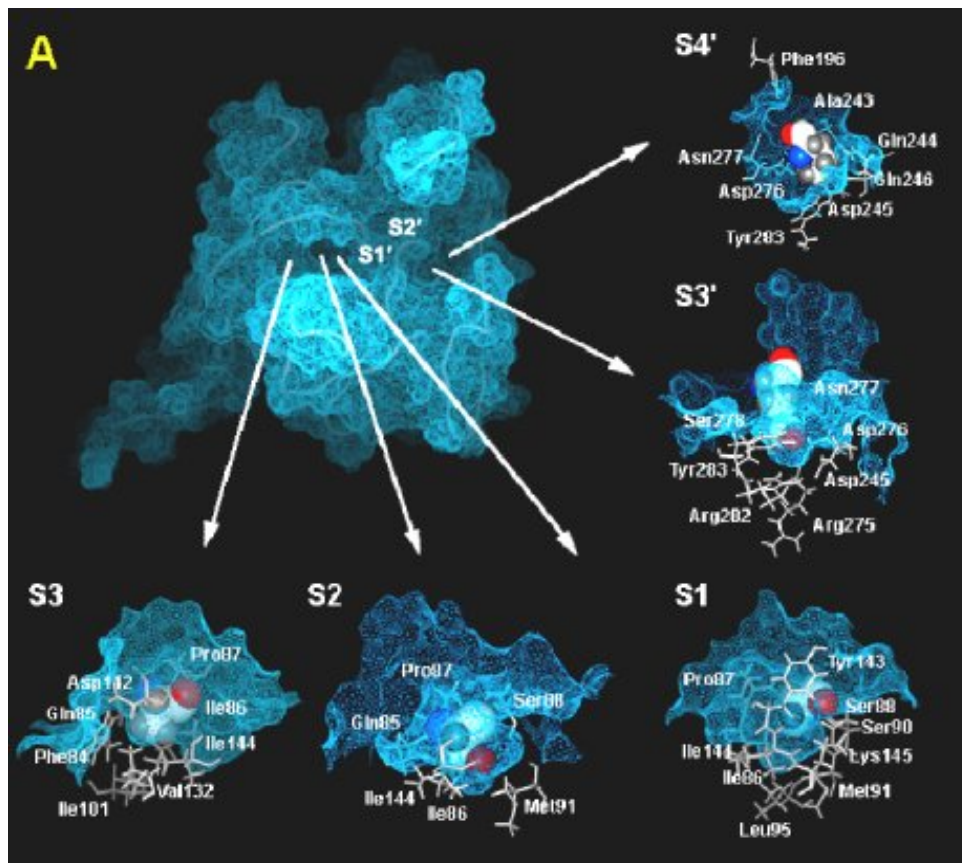 A
S4'
Phe196
Ala243
Gln244
Asn277
Gln246
Asp276
Asp245
Tyr283
S2'
S1'
S3'
Asn277
Ser278
Asp276
Tyr283
Asp245
Arg282
Arg275
S3
Pro87
Asp142
Gln85
Ile86
Phe84
Ile144
Val132
Ile101
S2
Pro87
Ser88
Gln85
Ile144
Ile86
Met91
S1
Tyr143
Pro87
Ser88
Ser90
Ile144
Lys145
Ile86
Met91
Leu95